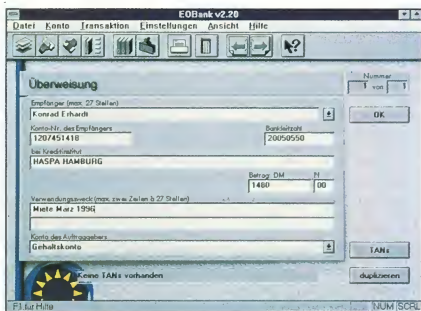 EOBank v2.20
Datei Konto Transaktion Einstellungen Ansicht Hilfe
Überweisung
Nummer
1 von 1
Empfänger (max. 27 Stellen)
Konrad Erhardt
OK
Konto-Nr. des Empfängers Bankleitzahl
1207451418 20050550
bei Kreditinstitut
HASPA HAMBURG
Betrag: DM Pf
1460 00
Verwendungszweck (max. zwei Zeilen à 27 Stellen)
Miete März 1996
Konto des Auftraggebers
Gehaltskonto
TANs
Keine TANs vorhanden
duplizieren
F1 für Hilfe NUM SCRL